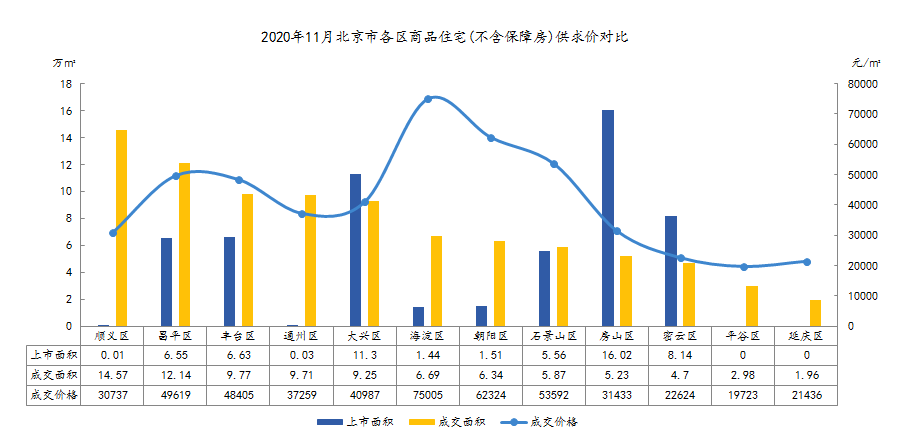 2020年11月北京市各区商品住宅(不含保障房)供求价对比
万㎡ 元/㎡
18 80000
16 70000
14 60000
12 50000
10 40000
8 30000
6 20000
4 10000
2 0
0
顺义区 昌平区 丰台区 通州区 大兴区 海淀区 朝阳区 石景山区 房山区 密云区 平谷区 延庆区
上市面积 0.01 6.55 6.63 0.03 11.3 1.44 1.51 5.56 16.02 8.14 0 0
成交面积 14.57 12.14 9.77 9.71 9.25 6.69 6.34 5.87 5.23 4.7 2.98 1.96
成交价格 30737 49619 48405 37259 40987 75005 62324 53592 31433 22624 19723 21436
上市面积 成交面积 成交价格